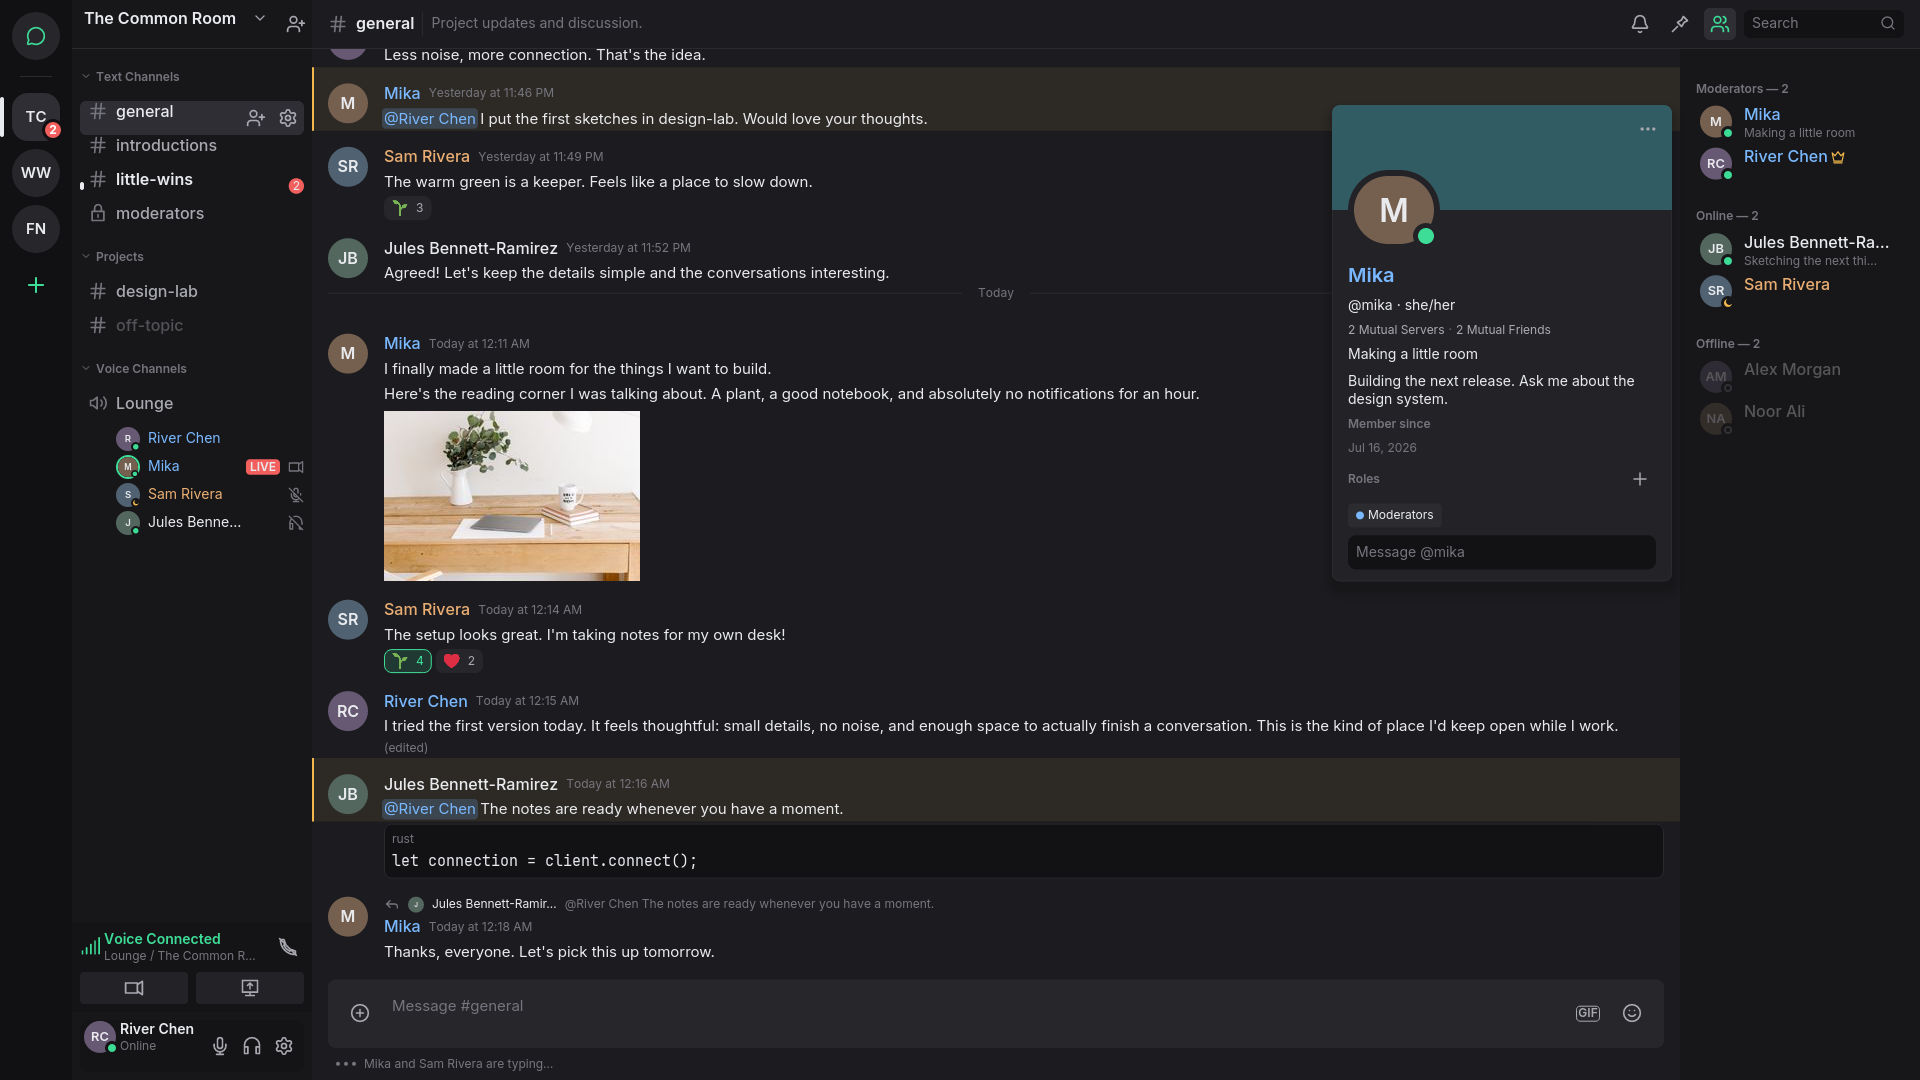 TC
2
WW
FN
The Common Room
Text Channels
general
introductions
little-wins
2
moderators
Projects
design-lab
off-topic
Voice Channels
Lounge
R
River Chen
M
Mika
LIVE
S
Sam Rivera
J
Jules Benne...
Voice Connected
Lounge / The Common R...
RC
River Chen
Online
general
Project updates and discussion.
Search
Less noise, more connection. That's the idea.
M
Mika Yesterday at 11:46 PM
@River Chen I put the first sketches in design-lab. Would love your thoughts.
SR
Sam Rivera Yesterday at 11:49 PM
The warm green is a keeper. Feels like a place to slow down.
3
JB
Jules Bennett-Ramirez Yesterday at 11:52 PM
Agreed! Let's keep the details simple and the conversations interesting.
Today
M
Mika Today at 12:11 AM
I finally made a little room for the things I want to build.
Here's the reading corner I was talking about. A plant, a good notebook, and absolutely no notifications for an hour.
SR
Sam Rivera Today at 12:14 AM
The setup looks great. I'm taking notes for my own desk!
4
2
RC
River Chen Today at 12:15 AM
I tried the first version today. It feels thoughtful: small details, no noise, and enough space to actually finish a conversation. This is the kind of place I'd keep open while I work.
(edited)
JB
Jules Bennett-Ramirez Today at 12:16 AM
@River Chen The notes are ready whenever you have a moment.
rust
let connection = client.connect();
J
Jules Bennett-Ramir... @River Chen The notes are ready whenever you have a moment.
M
Mika Today at 12:18 AM
Thanks, everyone. Let's pick this up tomorrow.
Message #general
GIF
Mika and Sam Rivera are typing...
M
Mika
@mika · she/her
2 Mutual Servers · 2 Mutual Friends
Making a little room
Building the next release. Ask me about the
design system.
Member since
Jul 16, 2026
Roles
Moderators
Message @mika
Moderators — 2
M
Mika
Making a little room
RC
River Chen
Online — 2
JB
Jules Bennett-Ra...
Sketching the next thi...
SR
Sam Rivera
Offline — 2
AM
Alex Morgan
NA
Noor Ali